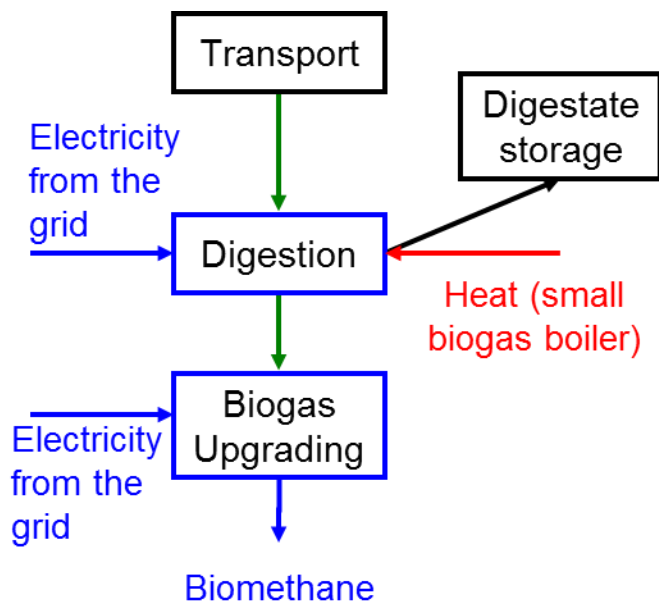 Transport
Digestate
storage
Electricity
from the
grid
Digestion
Heat (small
biogas boiler)
Biogas
Upgrading
Electricity
from the
grid
Biomethane